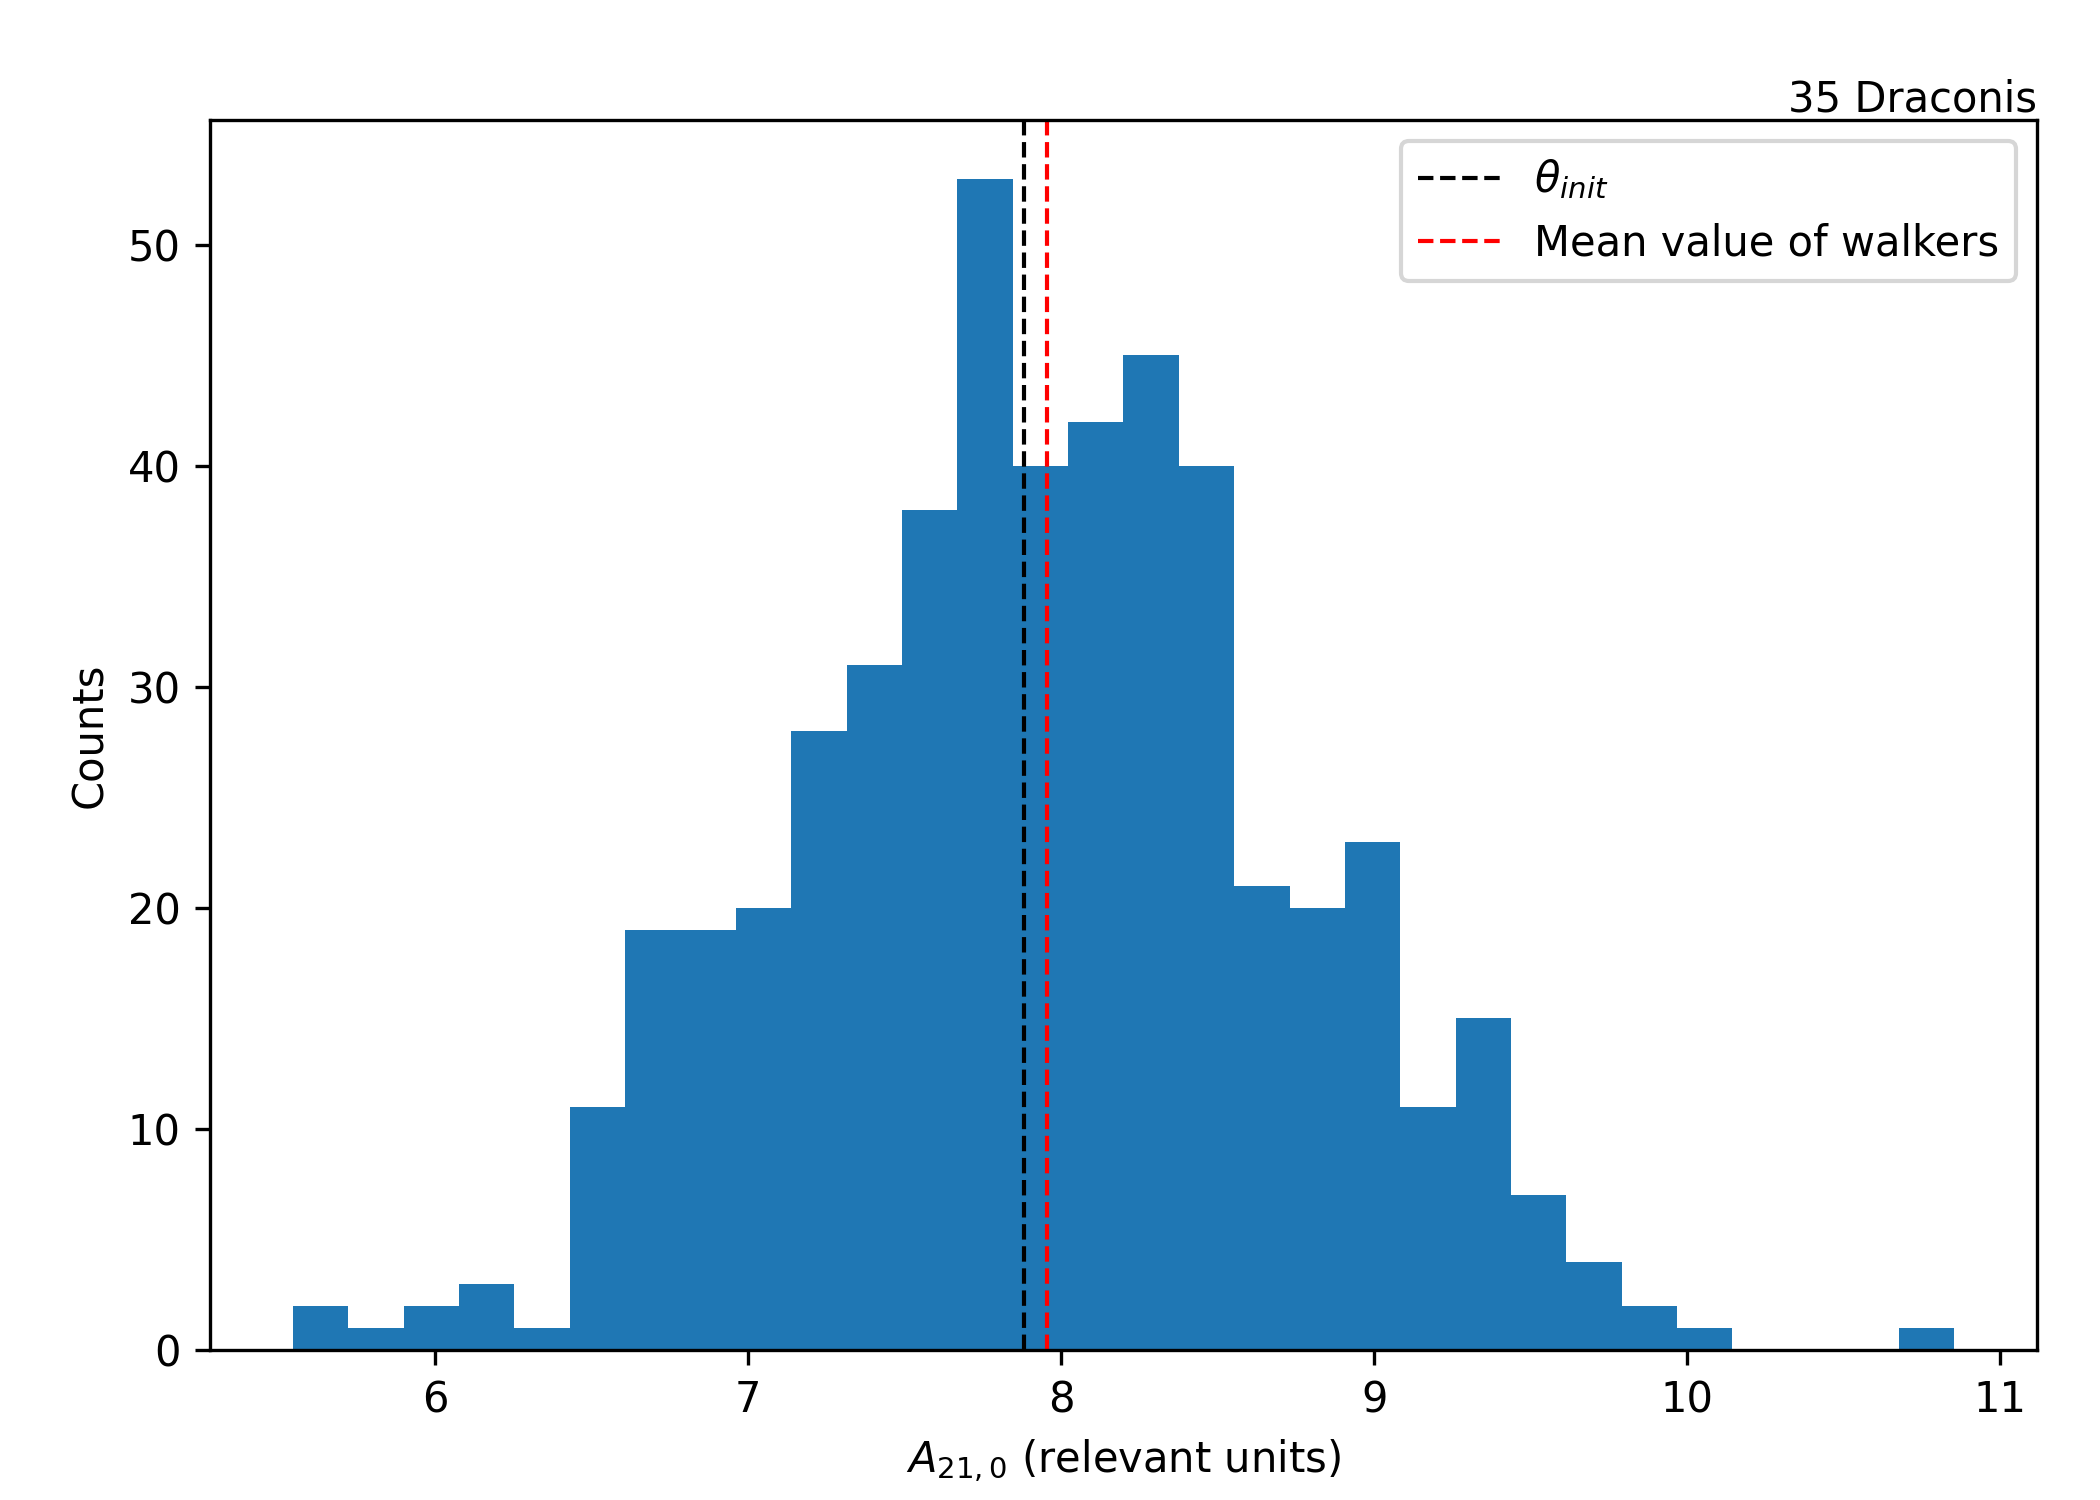 35 Draconis
θ_init
Mean value of walkers
50
40
30
20
10
0
Counts
6 7 8 9 10 11
A_21,0 (relevant units)